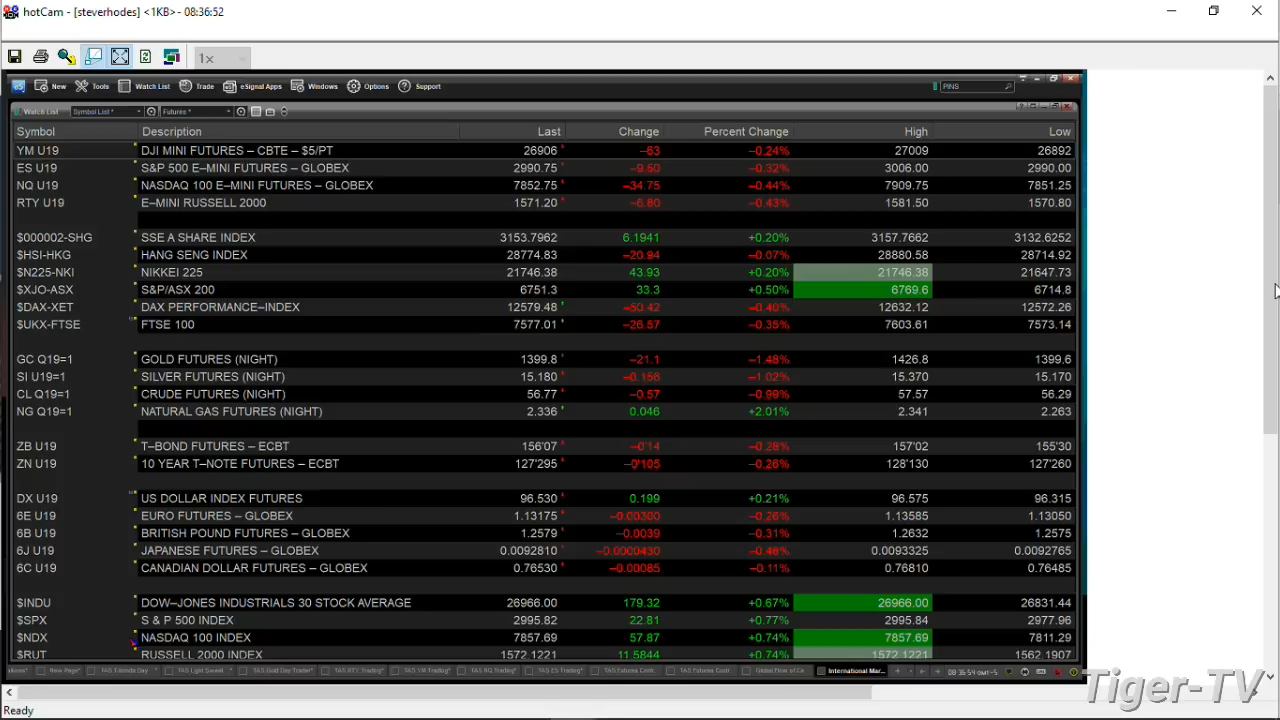 hotCam - [steverhodes] <1KB> - 08:36:52
1x
New Tools Watch List Trade eSignal Apps Windows Options Support PINS
Watch List Symbol List * Futures *
Symbol Description Last Change Percent Change High Low
YM U19 DJI MINI FUTURES – CBTE – $5/PT 26906 –63 –0.24% 27009 26892
ES U19 S&P 500 E–MINI FUTURES – GLOBEX 2990.75 –9.50 –0.32% 3006.00 2990.00
NQ U19 NASDAQ 100 E–MINI FUTURES – GLOBEX 7852.75 –34.75 –0.44% 7909.75 7851.25
RTY U19 E–MINI RUSSELL 2000 1571.20 –6.80 –0.43% 1581.50 1570.80
$000002-SHG SSE A SHARE INDEX 3153.7962 6.1941 +0.20% 3157.7662 3132.6252
$HSI-HKG HANG SENG INDEX 28774.83 –20.94 –0.07% 28880.58 28714.92
$N225-NKI NIKKEI 225 21746.38 43.93 +0.20% 21746.38 21647.73
$XJO-ASX S&P/ASX 200 6751.3 33.3 +0.50% 6769.6 6714.8
$DAX-XET DAX PERFORMANCE–INDEX 12579.48 –50.42 –0.40% 12632.12 12572.26
$UKX-FTSE FTSE 100 7577.01 –26.57 –0.35% 7603.61 7573.14
GC Q19=1 GOLD FUTURES (NIGHT) 1399.8 –21.1 –1.48% 1426.8 1399.6
SI U19=1 SILVER FUTURES (NIGHT) 15.180 –0.156 –1.02% 15.370 15.170
CL Q19=1 CRUDE FUTURES (NIGHT) 56.77 –0.57 –0.99% 57.57 56.29
NG Q19=1 NATURAL GAS FUTURES (NIGHT) 2.336 0.046 +2.01% 2.341 2.263
ZB U19 T–BOND FUTURES – ECBT 156'07 –0'14 –0.28% 157'02 155'30
ZN U19 10 YEAR T–NOTE FUTURES – ECBT 127'295 –0'105 –0.26% 128'130 127'260
DX U19 US DOLLAR INDEX FUTURES 96.530 0.199 +0.21% 96.575 96.315
6E U19 EURO FUTURES – GLOBEX 1.13175 –0.00300 –0.26% 1.13585 1.13050
6B U19 BRITISH POUND FUTURES – GLOBEX 1.2579 –0.0039 –0.31% 1.2632 1.2575
6J U19 JAPANESE FUTURES – GLOBEX 0.0092810 –0.0000430 –0.46% 0.0093325 0.0092765
6C U19 CANADIAN DOLLAR FUTURES – GLOBEX 0.76530 –0.00085 –0.11% 0.76810 0.76485
$INDU DOW–JONES INDUSTRIALS 30 STOCK AVERAGE 26966.00 179.32 +0.67% 26966.00 26831.44
$SPX S & P 500 INDEX 2995.82 22.81 +0.77% 2995.84 2977.96
$NDX NASDAQ 100 INDEX 7857.69 57.87 +0.74% 7857.69 7811.29
$RUT RUSSELL 2000 INDEX 1572.1221 11.5844 +0.74% 1572.1221 1562.1907
New Page* International Mar...
Tiger-TV
Ready